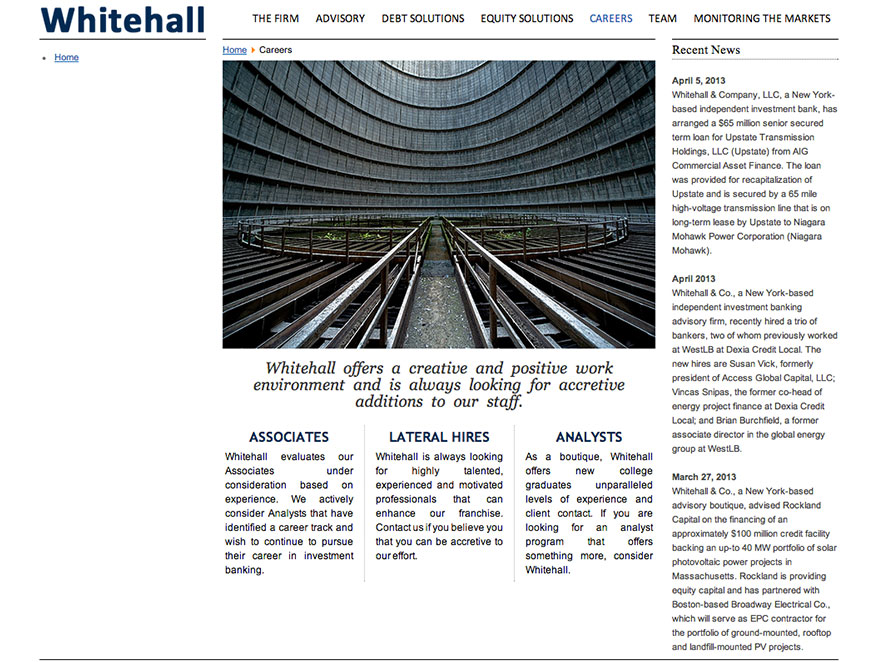 Whitehall
THE FIRM ADVISORY DEBT SOLUTIONS EQUITY SOLUTIONS CAREERS TEAM MONITORING THE MARKETS
Home
Home Careers
Whitehall offers a creative and positive work
environment and is always looking for accretive
additions to our staff.
ASSOCIATES
Whitehall evaluates our
Associates under
consideration based on
experience. We actively
consider Analysts that have
identified a career track and
wish to continue to pursue
their career in investment
banking.
LATERAL HIRES
Whitehall is always looking
for highly talented,
experienced and motivated
professionals that can
enhance our franchise.
Contact us if you believe you
that you can be accretive to
our effort.
ANALYSTS
As a boutique, Whitehall
offers new college
graduates unparalleled
levels of experience and
client contact. If you are
looking for an analyst
program that offers
something more, consider
Whitehall.
Recent News
April 5, 2013
Whitehall & Company, LLC, a New York-
based independent investment bank, has
arranged a $65 million senior secured
term loan for Upstate Transmission
Holdings, LLC (Upstate) from AIG
Commercial Asset Finance. The loan
was provided for recapitalization of
Upstate and is secured by a 65 mile
high-voltage transmission line that is on
long-term lease by Upstate to Niagara
Mohawk Power Corporation (Niagara
Mohawk).
April 2013
Whitehall & Co., a New York-based
independent investment banking
advisory firm, recently hired a trio of
bankers, two of whom previously worked
at WestLB at Dexia Credit Local. The
new hires are Susan Vick, formerly
president of Access Global Capital, LLC;
Vincas Snipas, the former co-head of
energy project finance at Dexia Credit
Local; and Brian Burchfield, a former
associate director in the global energy
group at WestLB.
March 27, 2013
Whitehall & Co., a New York-based
advisory boutique, advised Rockland
Capital on the financing of an
approximately $100 million credit facility
backing an up-to 40 MW portfolio of solar
photovoltaic power projects in
Massachusetts. Rockland is providing
equity capital and has partnered with
Boston-based Broadway Electrical Co.,
which will serve as EPC contractor for
the portfolio of ground-mounted, rooftop
and landfill-mounted PV projects.